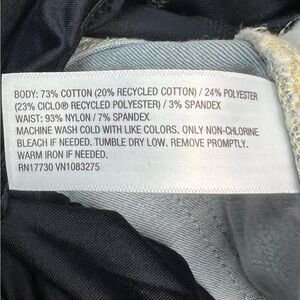 BODY: 73% COTTON (20% RECYCLED COTTON) / 24% POLYESTER
(23% CICLO® RECYCLED POLYESTER) / 3% SPANDEX
WAIST: 93% NYLON / 7% SPANDEX
MACHINE WASH COLD WITH LIKE COLORS. ONLY NON-CHLORINE
BLEACH IF NEEDED. TUMBLE DRY LOW. REMOVE PROMPTLY.
WARM IRON IF NEEDED.
RN17730 VN1083275